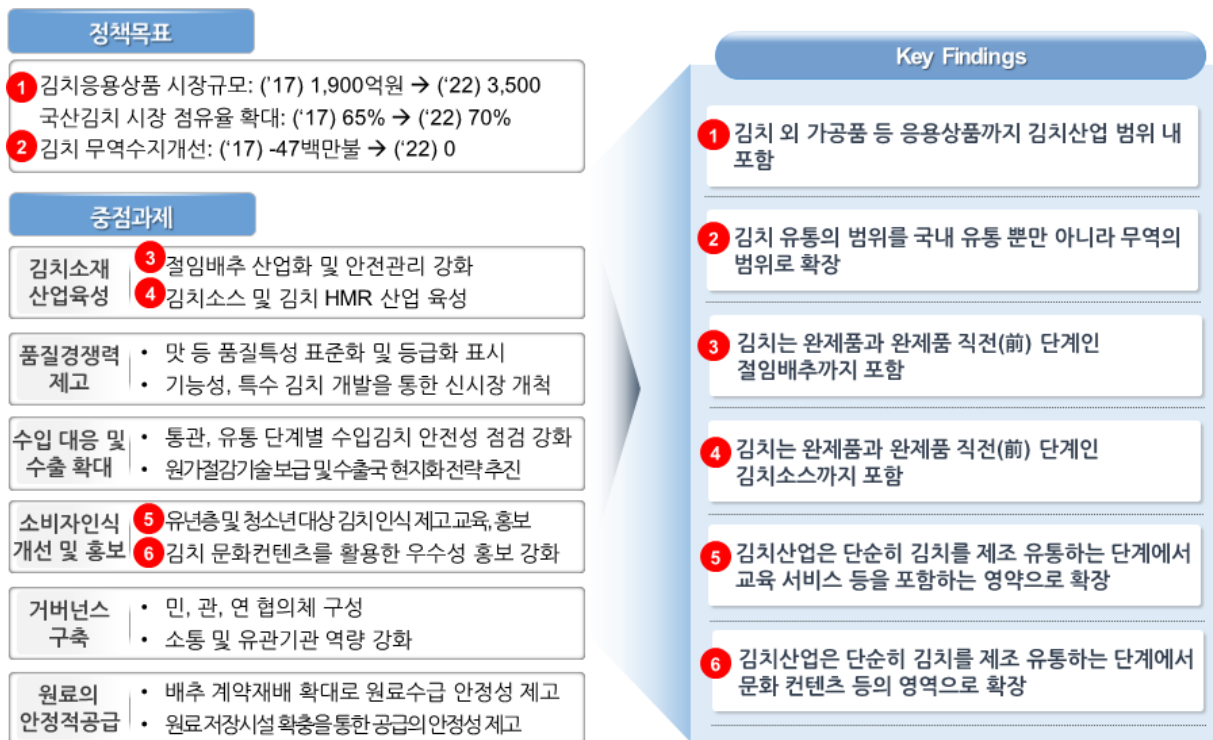 정책목표
1 김치응용상품 시장규모: (‘17) 1,900억원 → (‘22) 3,500
국산김치 시장 점유율 확대: (‘17) 65% → (‘22) 70%
2 김치 무역수지개선: (‘17) -47백만불 → (‘22) 0
중점과제
김치소재
산업육성
3 절임배추 산업화 및 안전관리 강화
4 김치소스 및 김치 HMR 산업 육성
품질경쟁력
제고
• 맛 등 품질특성 표준화 및 등급화 표시
• 기능성, 특수 김치 개발을 통한 신시장 개척
수입 대응 및
수출 확대
• 통관, 유통 단계별 수입김치 안전성 점검 강화
• 원가절감기술 보급 및 수출국 현지화 전략 추진
소비자인식
개선 및 홍보
5 유년층 및 청소년 대상 김치 인식 제고 교육, 홍보
6 김치 문화컨텐츠를 활용한 우수성 홍보 강화
거버넌스
구축
• 민, 관, 연 협의체 구성
• 소통 및 유관기관 역량 강화
원료의
안정적공급
• 배추 계약재배 확대로 원료수급 안정성 제고
• 원료 저장시설 확충을 통한 공급의 안정성 제고
Key Findings
1 김치 외 가공품 등 응용상품까지 김치산업 범위 내
포함
2 김치 유통의 범위를 국내 유통 뿐만 아니라 무역의
범위로 확장
3 김치는 완제품과 완제품 직전(前) 단계인
절임배추까지 포함
4 김치는 완제품과 완제품 직전(前) 단계인
김치소스까지 포함
5 김치산업은 단순히 김치를 제조 유통하는 단계에서
교육 서비스 등을 포함하는 영약으로 확장
6 김치산업은 단순히 김치를 제조 유통하는 단계에서
문화 컨텐츠 등의 영역으로 확장